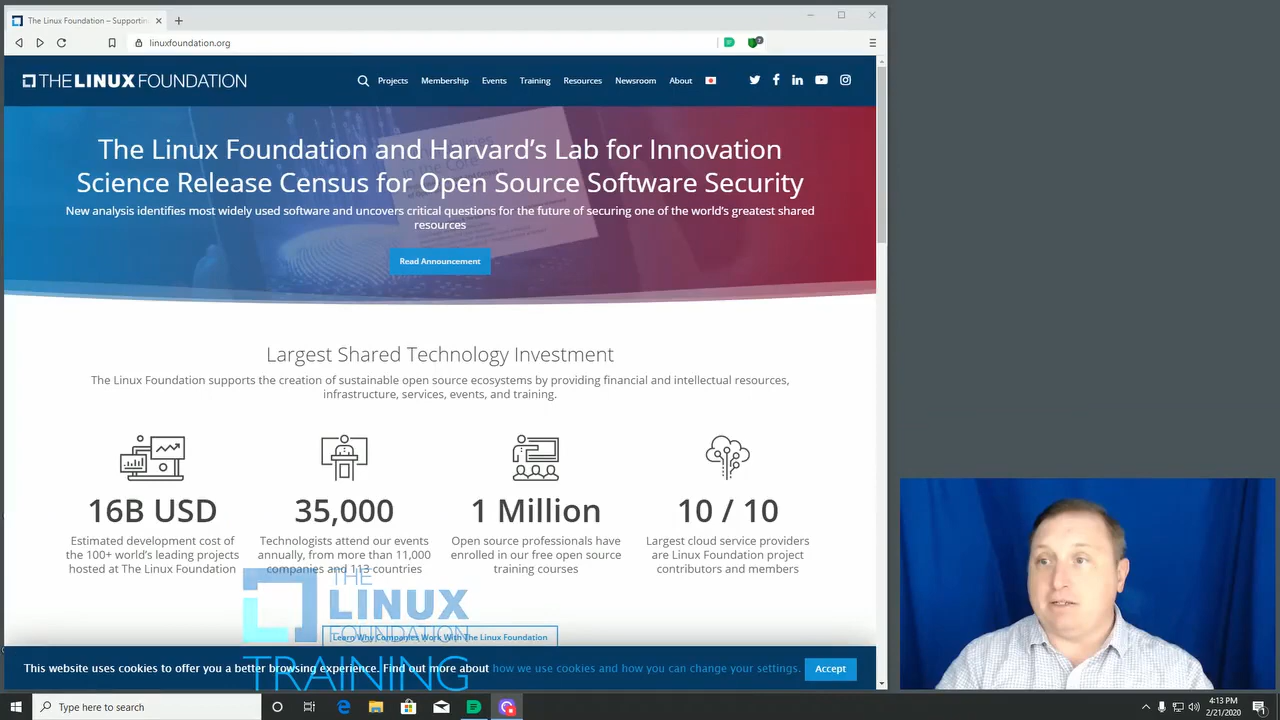 The Linux Foundation – Supportin
linuxfoundation.org
7
THE LINUX FOUNDATION
Projects Membership Events Training Resources Newsroom About
The Linux Foundation and Harvard's Lab for Innovation
Science Release Census for Open Source Software Security
New analysis identifies most widely used software and uncovers critical questions for the future of securing one of the world's greatest shared
resources
Read Announcement
Largest Shared Technology Investment
The Linux Foundation supports the creation of sustainable open source ecosystems by providing financial and intellectual resources,
infrastructure, services, events, and training.
16B USD
Estimated development cost of
the 100+ world's leading projects
hosted at The Linux Foundation
35,000
Technologists attend our events
annually, from more than 11,000
companies and 113 countries
1 Million
Open source professionals have
enrolled in our free open source
training courses
10 / 10
Largest cloud service providers
are Linux Foundation project
contributors and members
THE
LINUX
FOUNDATION
TRAINING
Learn Why Companies Work With The Linux Foundation
This website uses cookies to offer you a better browsing experience. Find out more about how we use cookies and how you can change your settings.
Accept
Type here to search
4:13 PM
2/21/2020